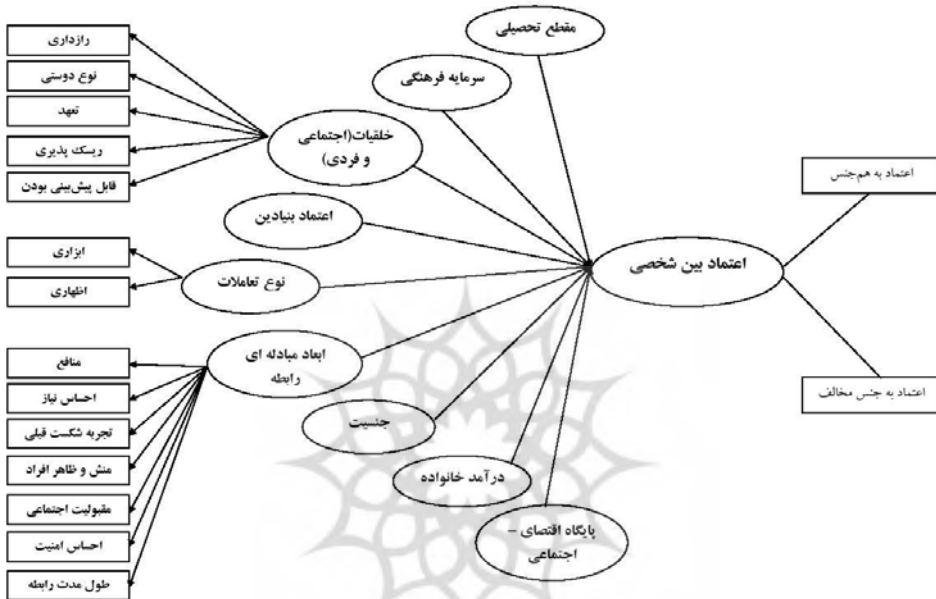 مقطع تحصیلی
سرمایه فرهنگی
خلقیات(اجتماعی
و فردی)
رازداری
نوع دوستی
تعهد
ریسک پذیری
قابل پیش‌بینی بودن
اعتماد بنیادین
نوع تعاملات
ابزاری
اظهاری
ابعاد مبادله ای
رابطه
منافع
احساس نیاز
تجربه شکست قبلی
منش و ظاهر افراد
مقبولیت اجتماعی
احساس امنیت
طول مدت رابطه
جنسیت
درآمد خانواده
پایگاه اقتصای –
اجتماعی
اعتماد بین شخصی
اعتماد به هم‌جنس
اعتماد به جنس مخالف